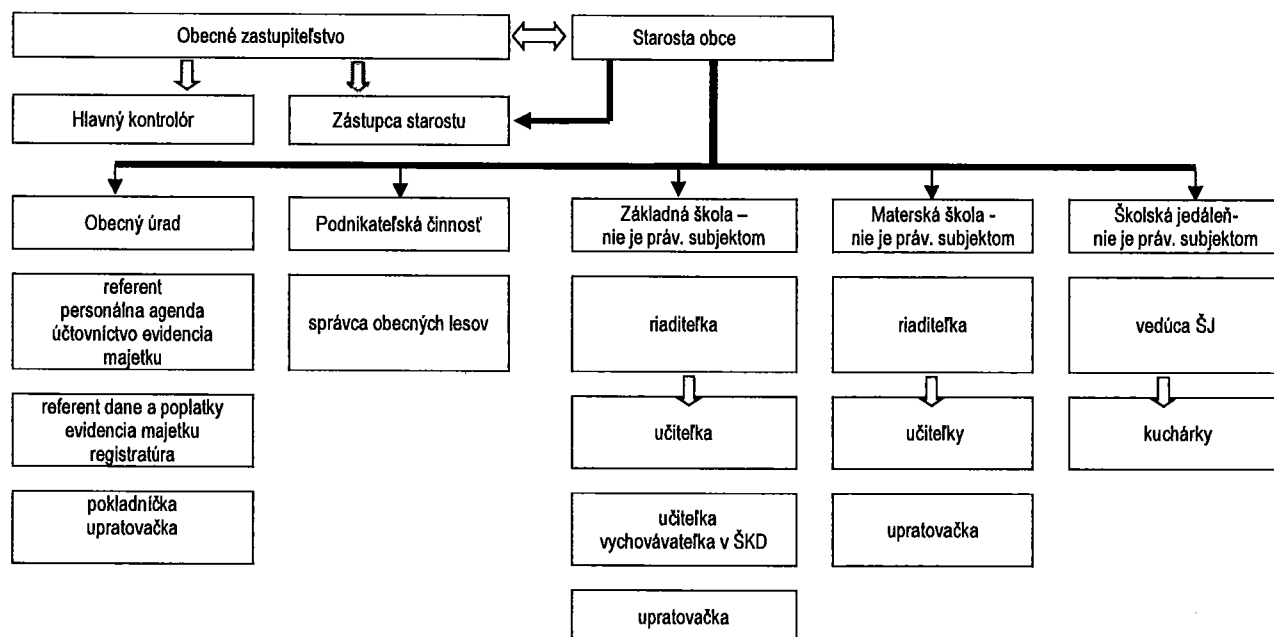 Obecné zastupiteľstvo
Starosta obce
Hlavný kontrolór
Zástupca starostu
Obecný úrad
Podnikateľská činnosť
Základná škola –
nie je práv. subjektom
Materská škola -
nie je práv. subjektom
Školská jedáleň-
nie je práv. subjektom
referent
personálna agenda
účtovníctvo evidencia
majetku
správca obecných lesov
riaditeľka
riaditeľka
vedúca ŠJ
referent dane a poplatky
evidencia majetku
registratúra
učiteľka
učiteľky
kuchárky
pokladníčka
upratovačka
učiteľka
vychovávateľka v ŠKD
upratovačka
upratovačka